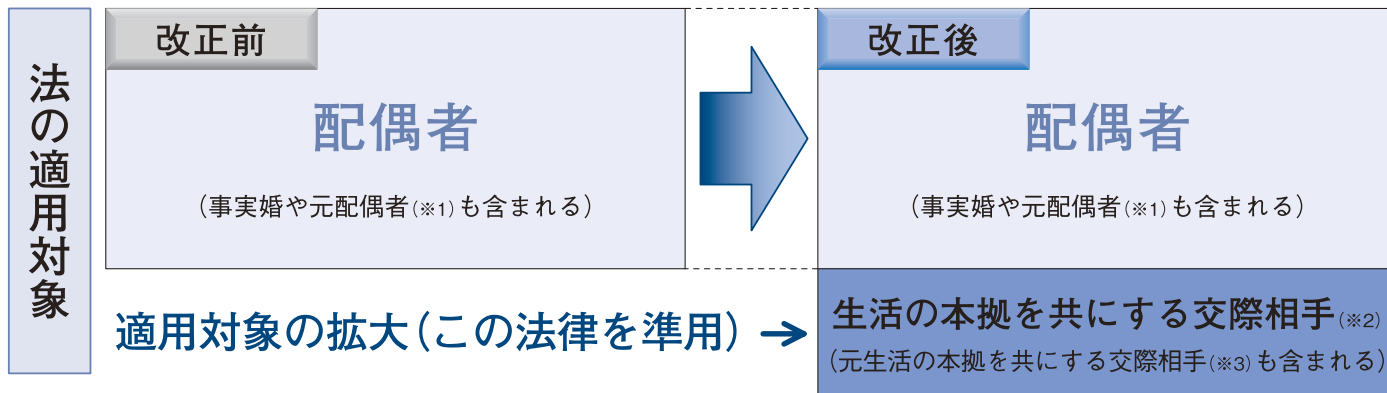 法の適用対象
改正前
配偶者
（事実婚や元配偶者(※1)も含まれる）
改正後
配偶者
（事実婚や元配偶者(※1)も含まれる）
適用対象の拡大（この法律を準用）→
生活の本拠を共にする交際相手(※2)
（元生活の本拠を共にする交際相手(※3)も含まれる）